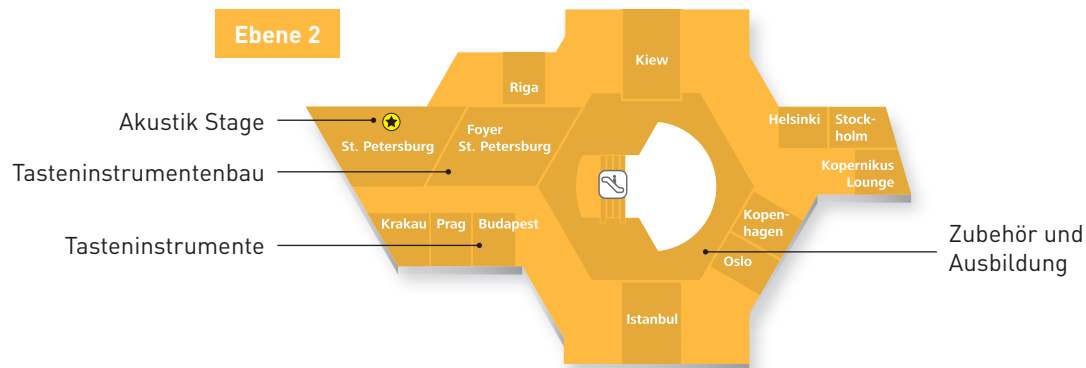 Ebene 2
Kiew
Riga
Akustik Stage
Helsinki
Stock-
holm
Foyer
St. Petersburg
St. Petersburg
Tasteninstrumentenbau
Kopernikus
Lounge
Krakau
Prag
Budapest
Kopen-
hagen
Tasteninstrumente
Zubehör und
Ausbildung
Oslo
Istanbul